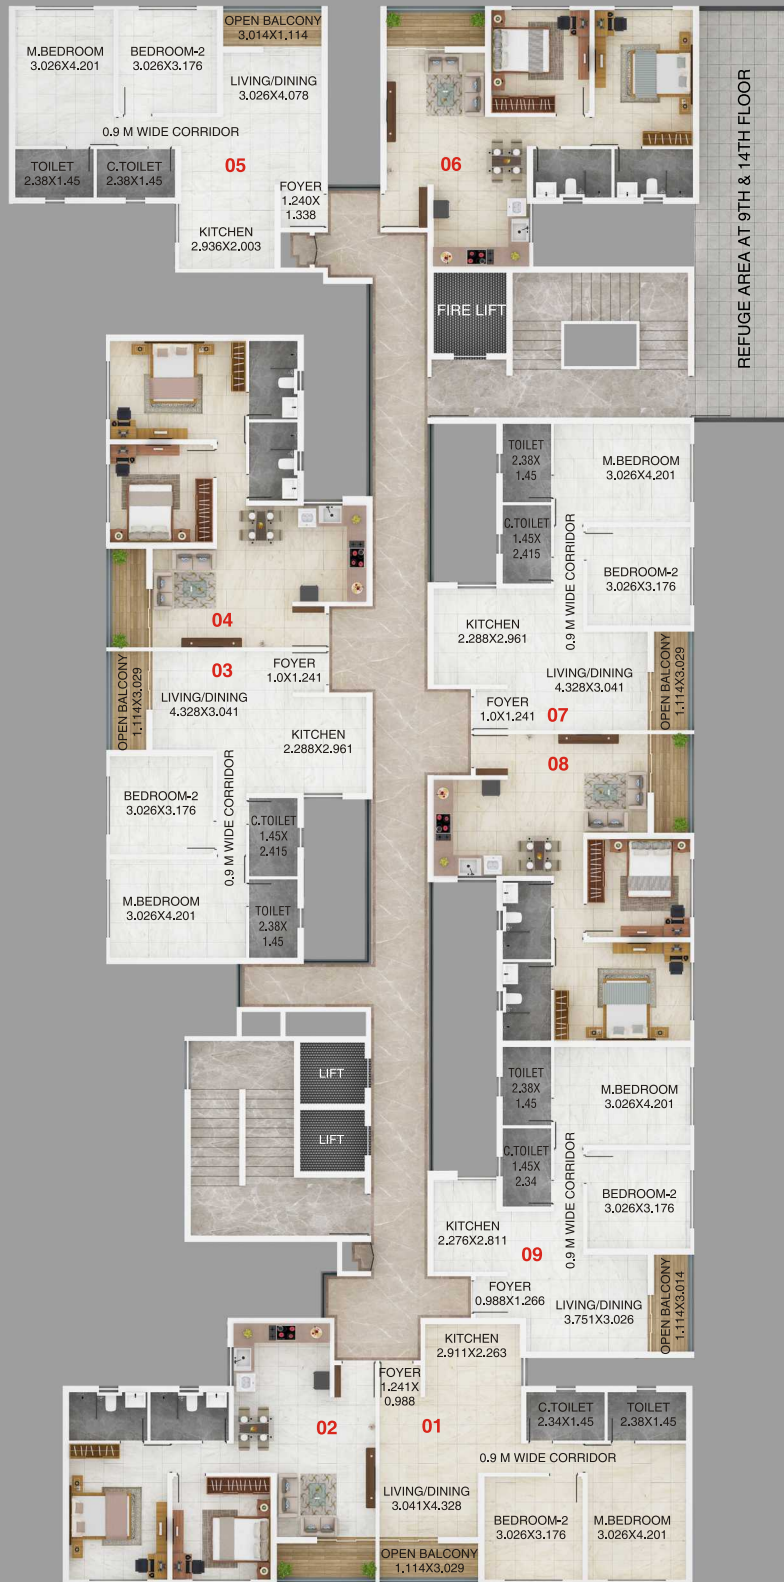 OPEN BALCONY
3.014X1.114
M.BEDROOM
3.026X4.201
BEDROOM-2
3.026X3.176
LIVING/DINING
3.026X4.078
0.9 M WIDE CORRIDOR
TOILET
2.38X1.45
C.TOILET
2.38X1.45
05
FOYER
1.240X
1.338
KITCHEN
2.936X2.003
06
REFUGE AREA AT 9TH & 14TH FLOOR
FIRE LIFT
TOILET
2.38X
1.45
M.BEDROOM
3.026X4.201
C.TOILET
1.45X
2.415
0.9 M WIDE CORRIDOR
BEDROOM-2
3.026X3.176
KITCHEN
2.288X2.961
LIVING/DINING
4.328X3.041
OPEN BALCONY
1.114X3.029
FOYER
1.0X1.241
07
04
03
FOYER
1.0X1.241
OPEN BALCONY
1.114X3.029
LIVING/DINING
4.328X3.041
KITCHEN
2.288X2.961
BEDROOM-2
3.026X3.176
0.9 M WIDE CORRIDOR
C.TOILET
1.45X
2.415
M.BEDROOM
3.026X4.201
TOILET
2.38X
1.45
08
LIFT
LIFT
TOILET
2.38X
1.45
M.BEDROOM
3.026X4.201
C.TOILET
1.45X
2.34
0.9 M WIDE CORRIDOR
BEDROOM-2
3.026X3.176
KITCHEN
2.276X2.811
09
FOYER
0.988X1.266
LIVING/DINING
3.751X3.026
OPEN BALCONY
1.114X3.014
KITCHEN
2.911X2.263
FOYER
1.241X
0.988
02
01
C.TOILET
2.34X1.45
TOILET
2.38X1.45
0.9 M WIDE CORRIDOR
LIVING/DINING
3.041X4.328
BEDROOM-2
3.026X3.176
M.BEDROOM
3.026X4.201
OPEN BALCONY
1.114X3.029